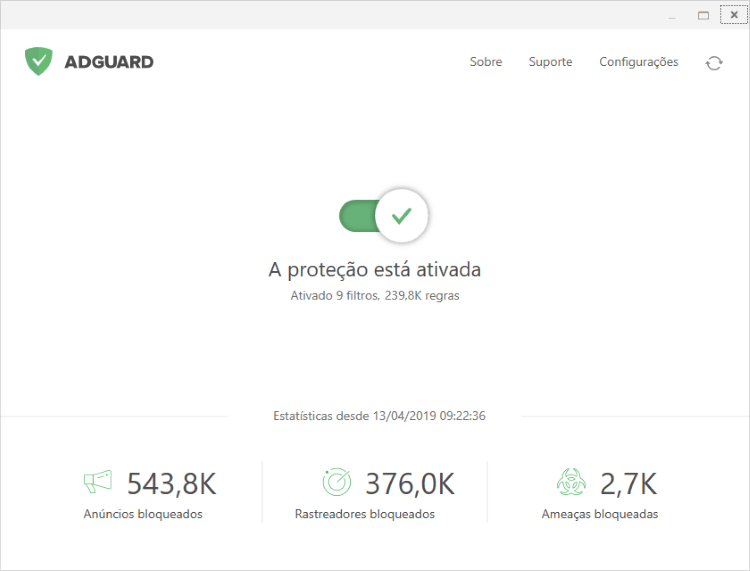 ADGUARD
Sobre Suporte Configurações
A proteção está ativada
Ativado 9 filtros, 239,8K regras
Estatísticas desde 13/04/2019 09:22:36
543,8K 376,0K 2,7K
Anúncios bloqueados Rastreadores bloqueados Ameaças bloqueadas